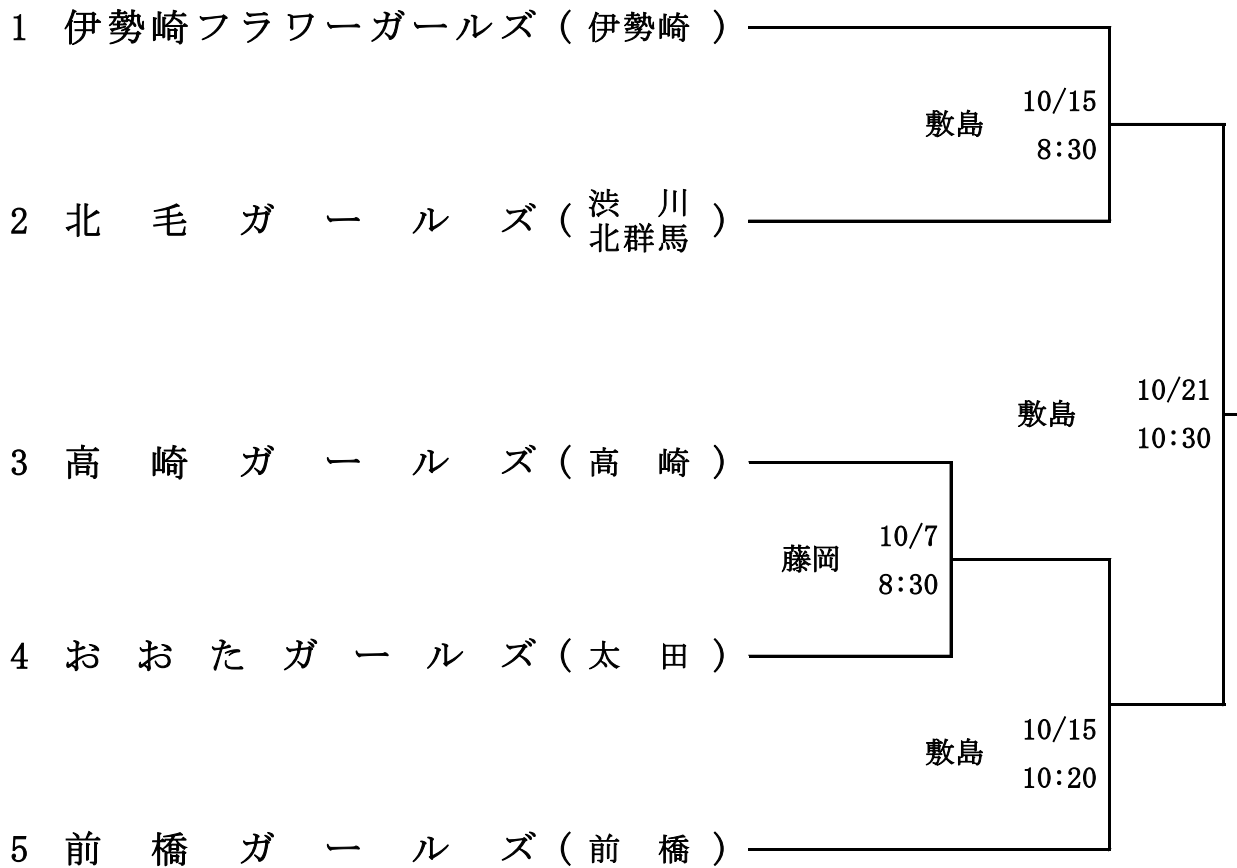 1 伊勢崎フラワーガールズ ( 伊勢崎 )
敷島 10/15
8:30
2 北毛ガールズ ( 渋川
北群馬 )
敷島 10/21
10:30
3 高崎ガールズ ( 高崎 )
藤岡 10/7
8:30
4 おおたガールズ ( 太田 )
敷島 10/15
10:20
5 前橋ガールズ ( 前橋 )